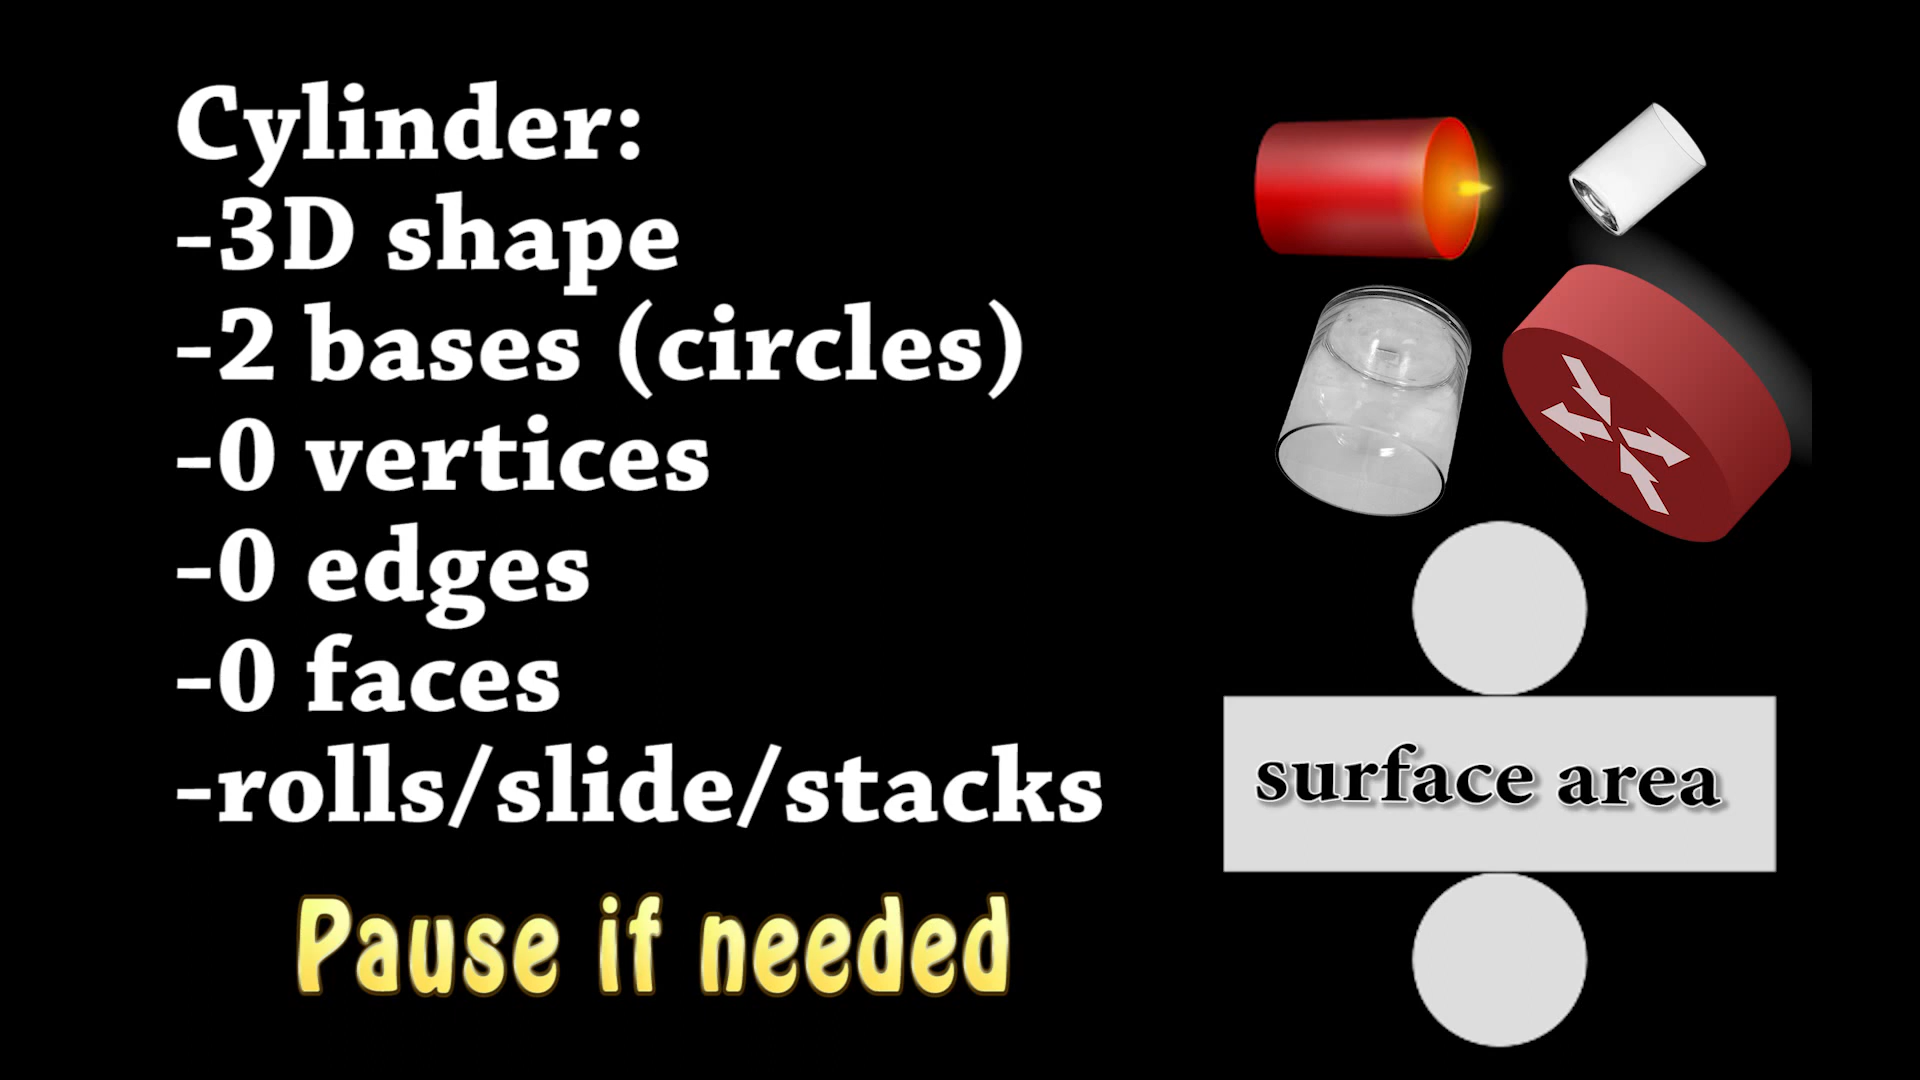 Cylinder:
-3D shape
-2 bases (circles)
-0 vertices
-0 edges
-0 faces
-rolls/slide/stacks
Pause if needed
surface area